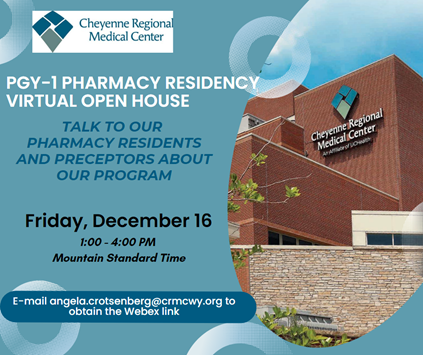 Cheyenne Regional
Medical Center
PGY-1 PHARMACY RESIDENCY
VIRTUAL OPEN HOUSE
TALK TO OUR
PHARMACY RESIDENTS
AND PRECEPTORS ABOUT
OUR PROGRAM
Friday, December 16
1:00 - 4:00 PM
Mountain Standard Time
E-mail angela.crotsenberg@crmcwy.org to
obtain the Webex link
Cheyenne Regional
Medical Center
An Affiliate of UCHealth